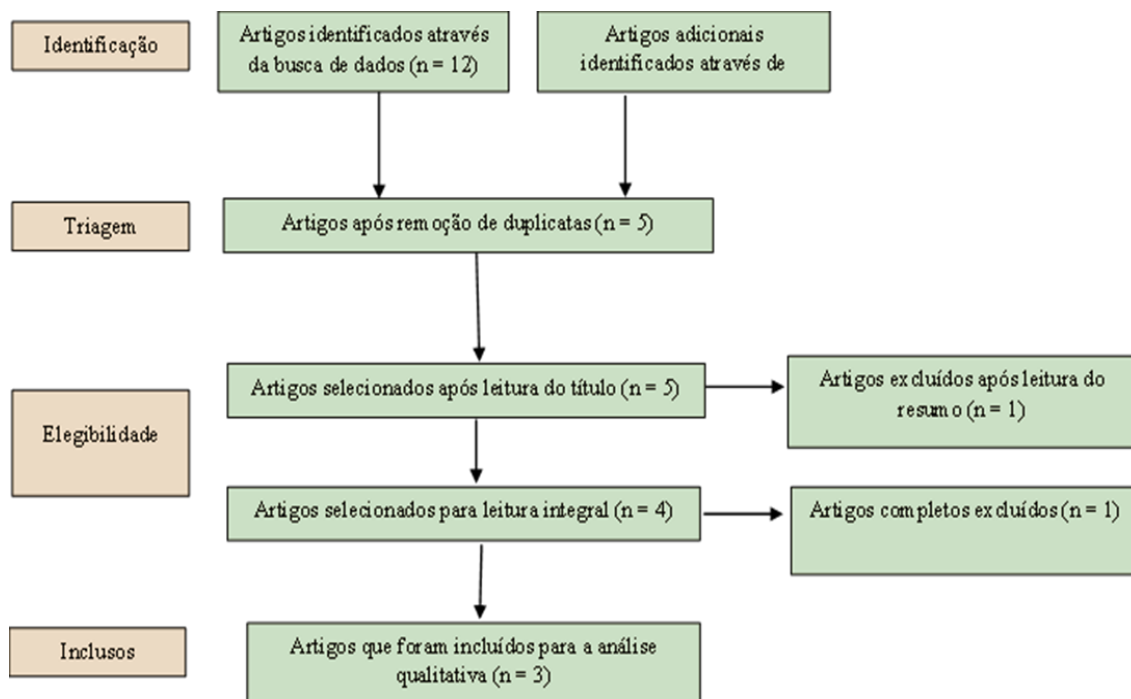 Identificação
Artigos identificados através
da busca de dados (n = 12)
Artigos adicionais
identificados através de
Triagem
Artigos após remoção de duplicatas (n = 5)
Elegibilidade
Artigos selecionados após leitura do título (n = 5)
Artigos excluídos após leitura do
resumo (n = 1)
Artigos selecionados para leitura integral (n = 4)
Artigos completos excluídos (n = 1)
Inclusos
Artigos que foram incluídos para a análise
qualitativa (n = 3)